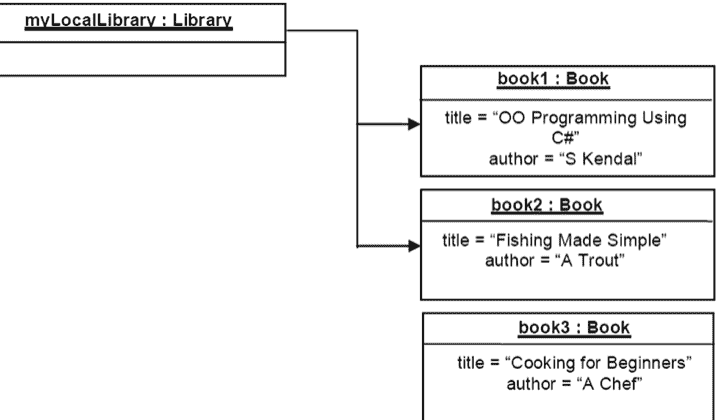 myLocalLibrary : Library
book1 : Book
title = “OO Programming Using
C#”
author = “S Kendal”
book2 : Book
title = “Fishing Made Simple”
author = “A Trout”
book3 : Book
title = “Cooking for Beginners”
author = “A Chef”